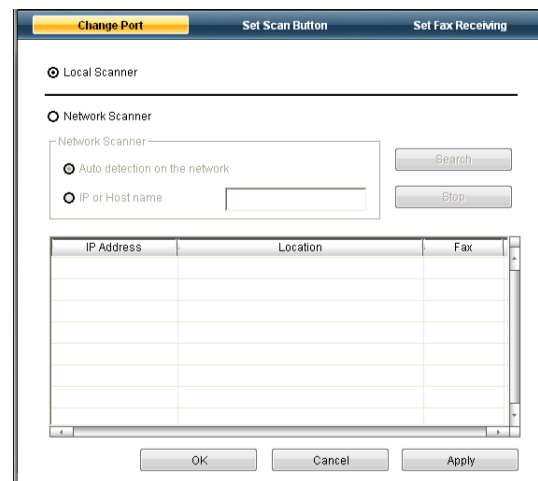 Change Port Set Scan Button Set Fax Receiving
Local Scanner
Network Scanner
Network Scanner
Auto detection on the network
Search
IP or Host name
Stop
IP Address Location Fax
OK Cancel Apply